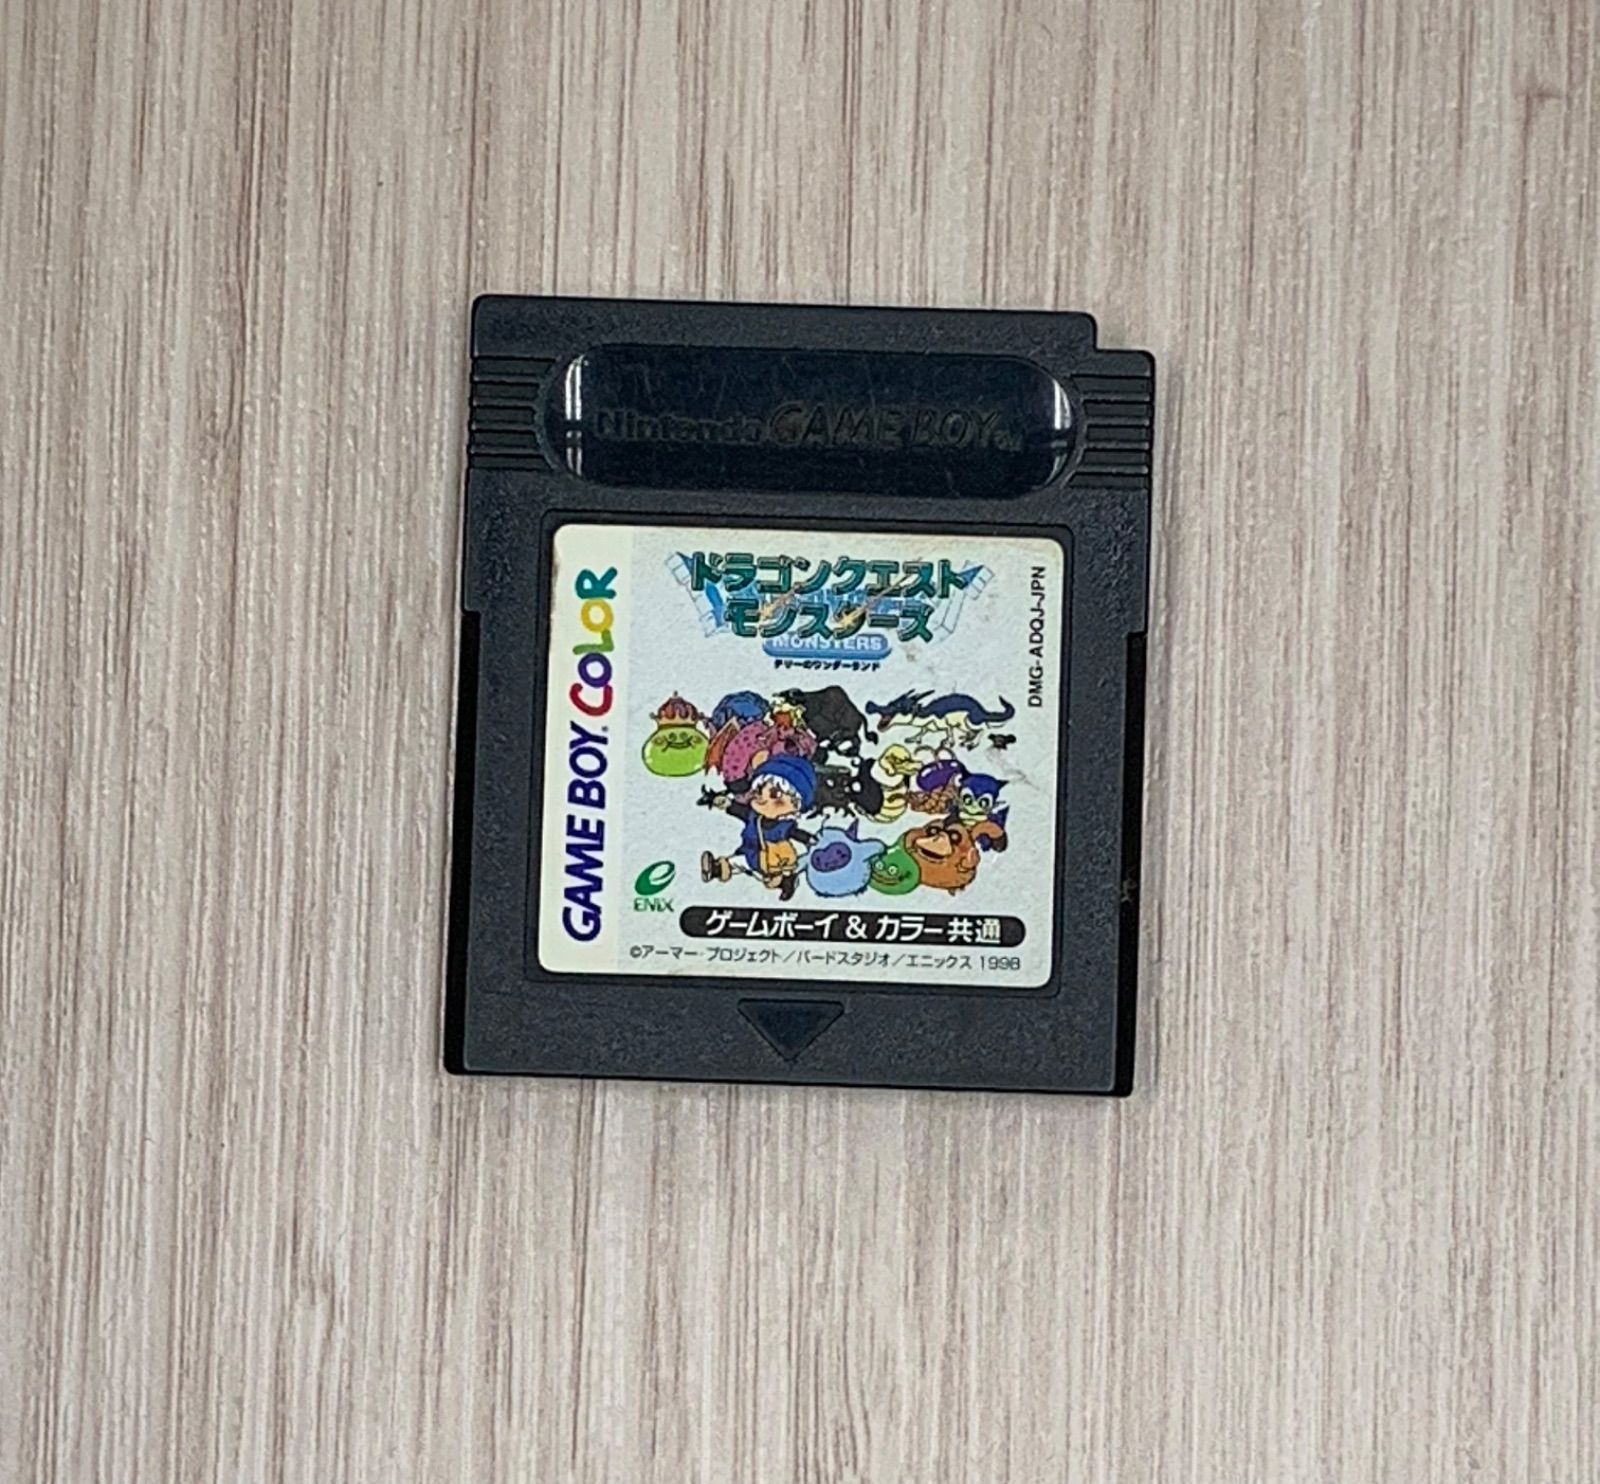 Nintendo GAME BOY
GAME BOY COLOR
ドラゴンクエスト
モンスターズ
MONSTERS
テリーのワンダーランド
DMG-ADQJ-JPN
ENIX
ゲームボーイ & カラー共通
©アーマー プロジェクト/バードスタジオ/エニックス 1998